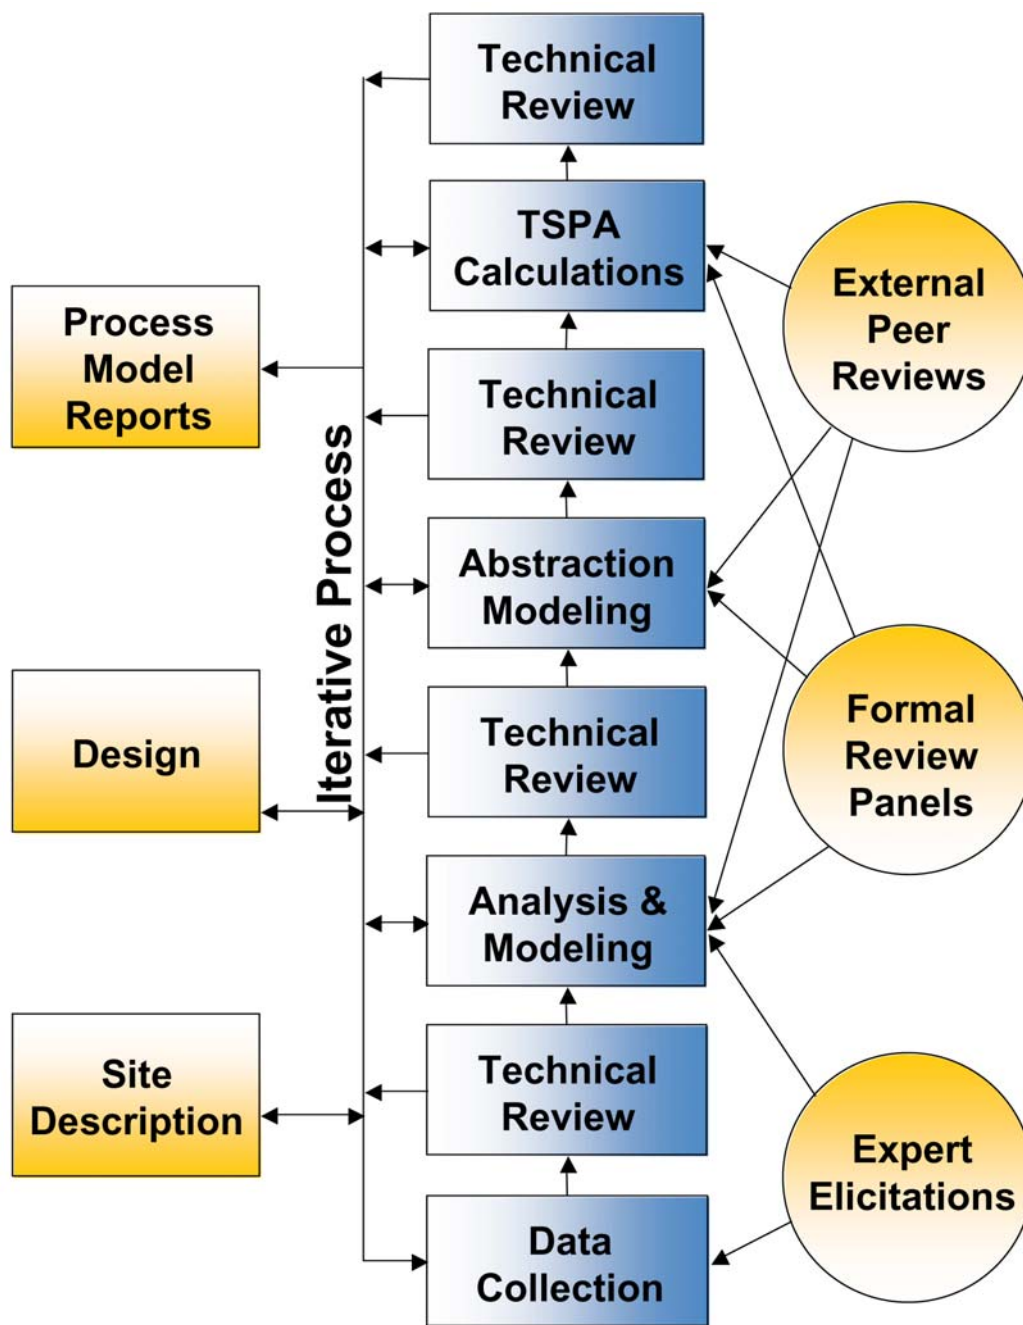 Technical
Review
TSPA
Calculations
External
Peer
Reviews
Process
Model
Reports
Technical
Review
Iterative Process
Abstraction
Modeling
Design
Technical
Review
Formal
Review
Panels
Analysis &
Modeling
Site
Description
Technical
Review
Expert
Elicitations
Data
Collection